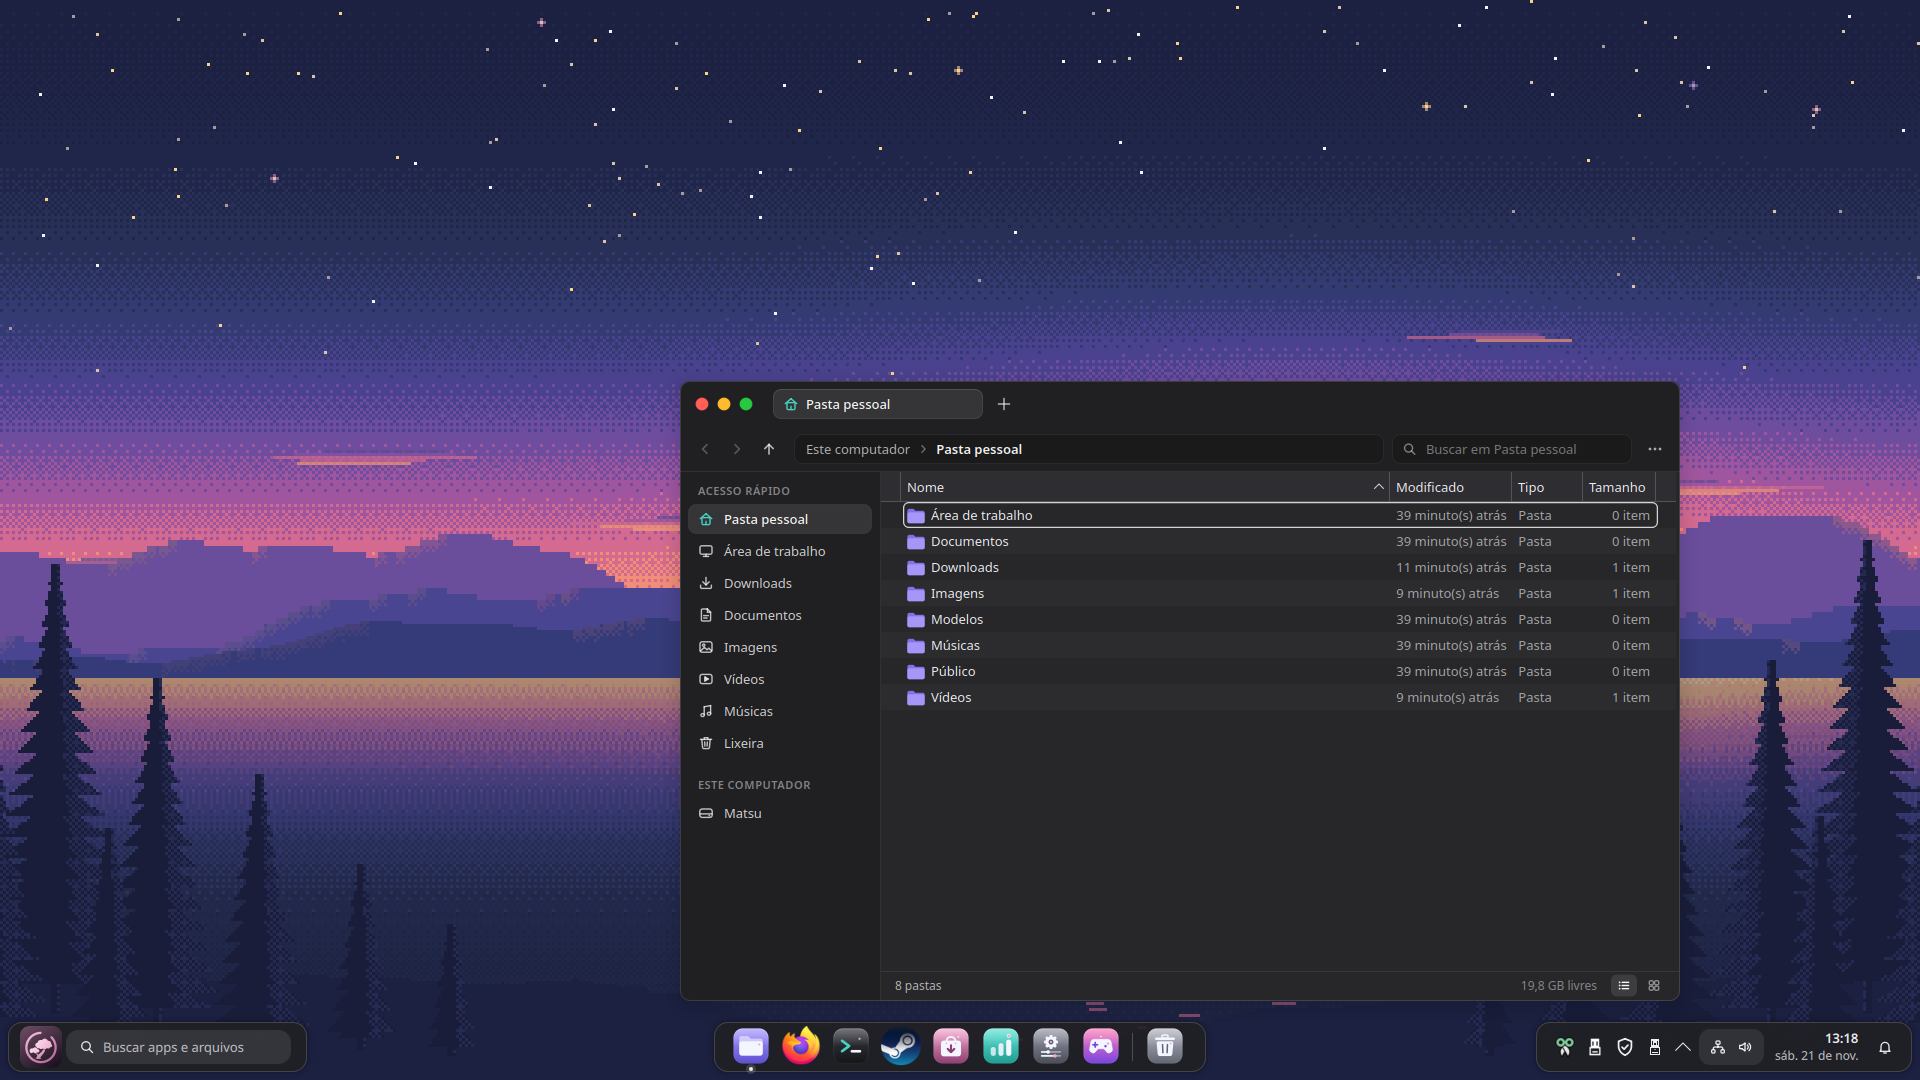 Pasta pessoal
Este computador > Pasta pessoal
Buscar em Pasta pessoal
ACESSO RÁPIDO
Pasta pessoal
Área de trabalho
Downloads
Documentos
Imagens
Vídeos
Músicas
Lixeira
ESTE COMPUTADOR
Matsu
Nome Modificado Tipo Tamanho
Área de trabalho 39 minuto(s) atrás Pasta 0 item
Documentos 39 minuto(s) atrás Pasta 0 item
Downloads 11 minuto(s) atrás Pasta 1 item
Imagens 9 minuto(s) atrás Pasta 1 item
Modelos 39 minuto(s) atrás Pasta 0 item
Músicas 39 minuto(s) atrás Pasta 0 item
Público 39 minuto(s) atrás Pasta 0 item
Vídeos 9 minuto(s) atrás Pasta 1 item
8 pastas 19,8 GB livres
Buscar apps e arquivos
13:18
sáb. 21 de nov.